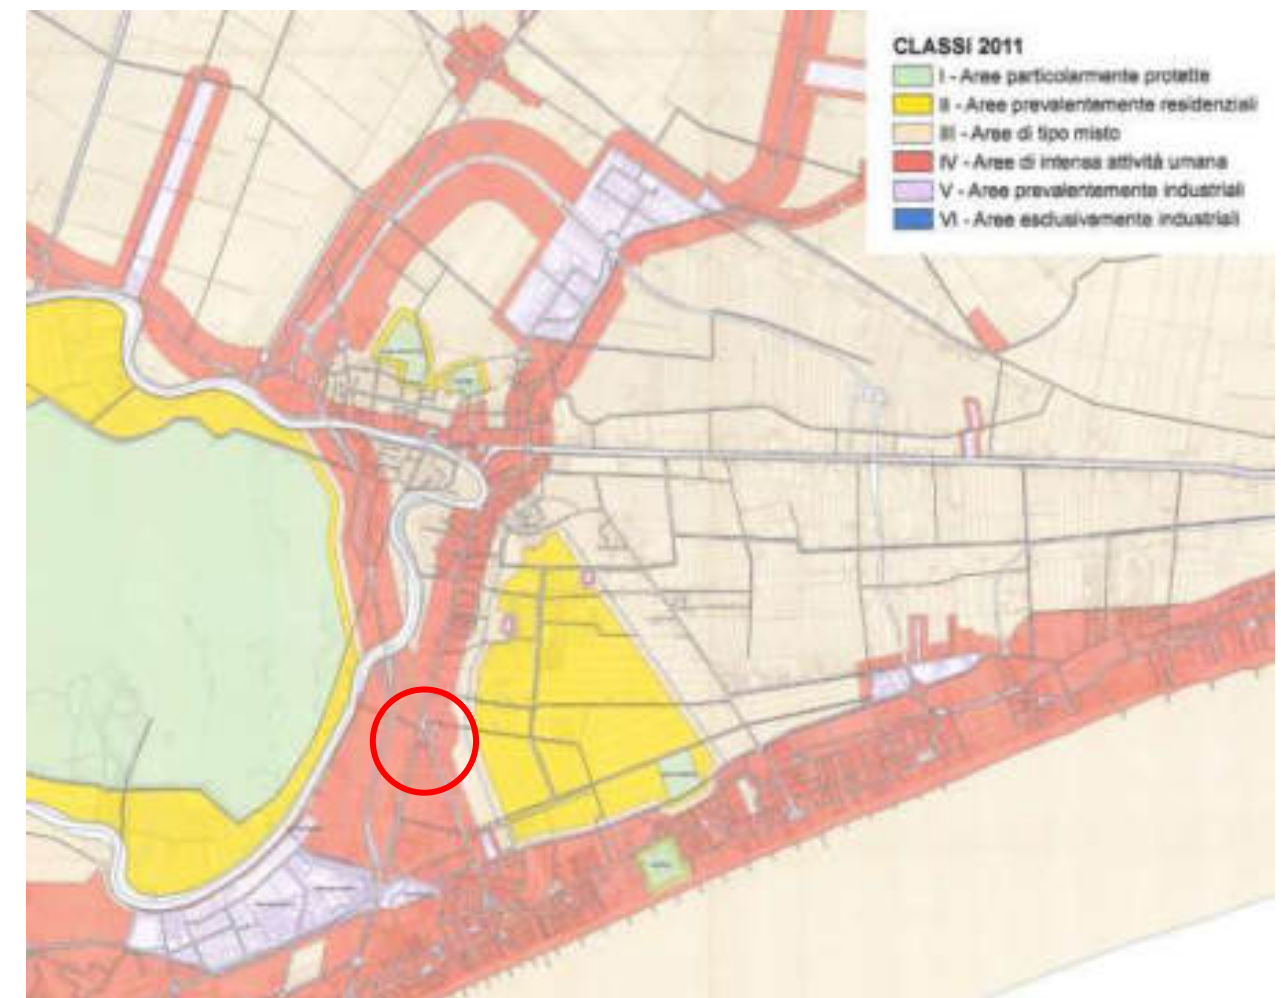 CLASSI 2011
I - Aree particolarmente protette
II - Aree prevalentemente residenziali
III - Aree di tipo misto
IV - Aree di intensa attività umana
V - Aree prevalentemente industriali
VI - Aree esclusivamente industriali